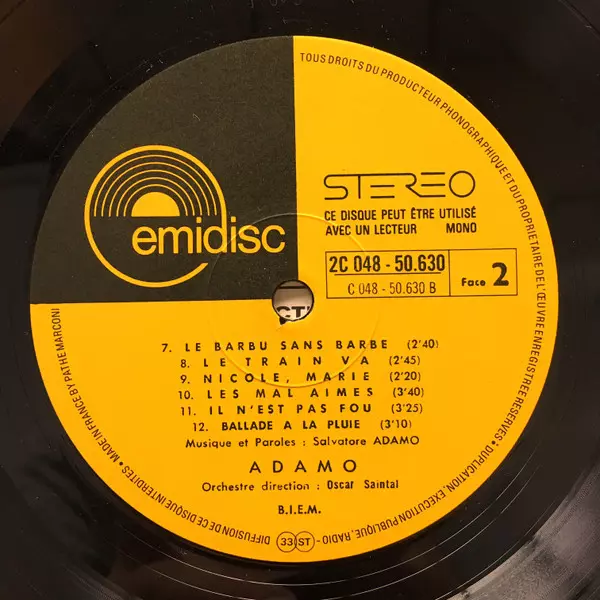 emidisc
STEREO
CE DISQUE PEUT ÊTRE UTILISÉ
AVEC UN LECTEUR MONO
2C 048 - 50.630
C 048 - 50.630 B
Face 2
7. LE BARBU SANS BARBE (2'40)
8. LE TRAIN VA (2'45)
9. NICOLE, MARIE (2'20)
10. LES MAL AIMES (3'40)
11. IL N'EST PAS FOU (3'25)
12. BALLADE A LA PLUIE (3'10)
Musique et Paroles : Salvatore ADAMO
ADAMO
Orchestre direction : Oscar Saintal
B.I.E.M.
33 ST
TOUS DROITS DU PRODUCTEUR PHONOGRAPHIQUE ET DU PROPRIETAIRE DE L'ŒUVRE ENREGISTREE RESERVES • DUPLICATION, EXECUTION PUBLIQUE, RADIO-DIFFUSION DE CE DISQUE INTERDITES • MADE IN FRANCE BY PATHE MARCONI